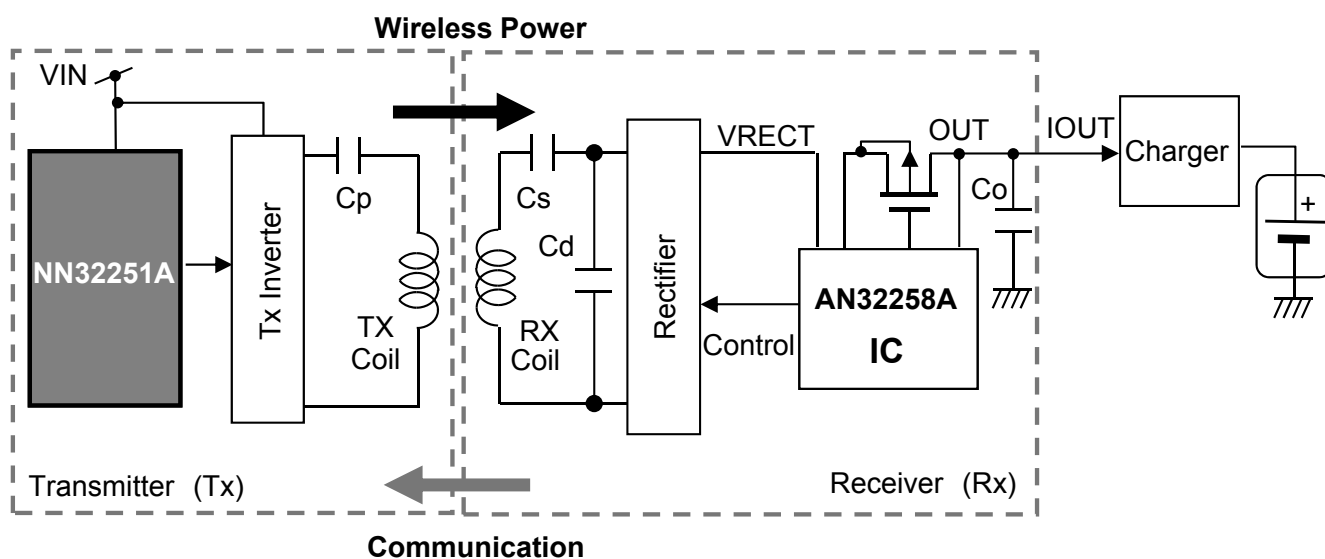 Wireless Power
VIN
NN32251A
Tx Inverter
Cp
TX
Coil
Transmitter (Tx)
Cs
Cd
RX
Coil
Rectifier
VRECT
Control
AN32258A
IC
OUT
Co
IOUT
Charger
+
Receiver (Rx)
Communication